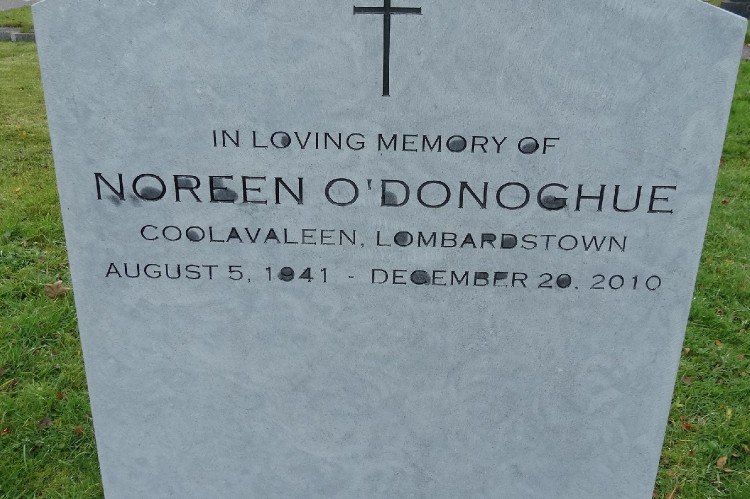 IN LOVING MEMORY OF
NOREEN O'DONOGHUE
COOLAVALEEN, LOMBARDSTOWN
AUGUST 5, 1941 - DECEMBER 20, 2010